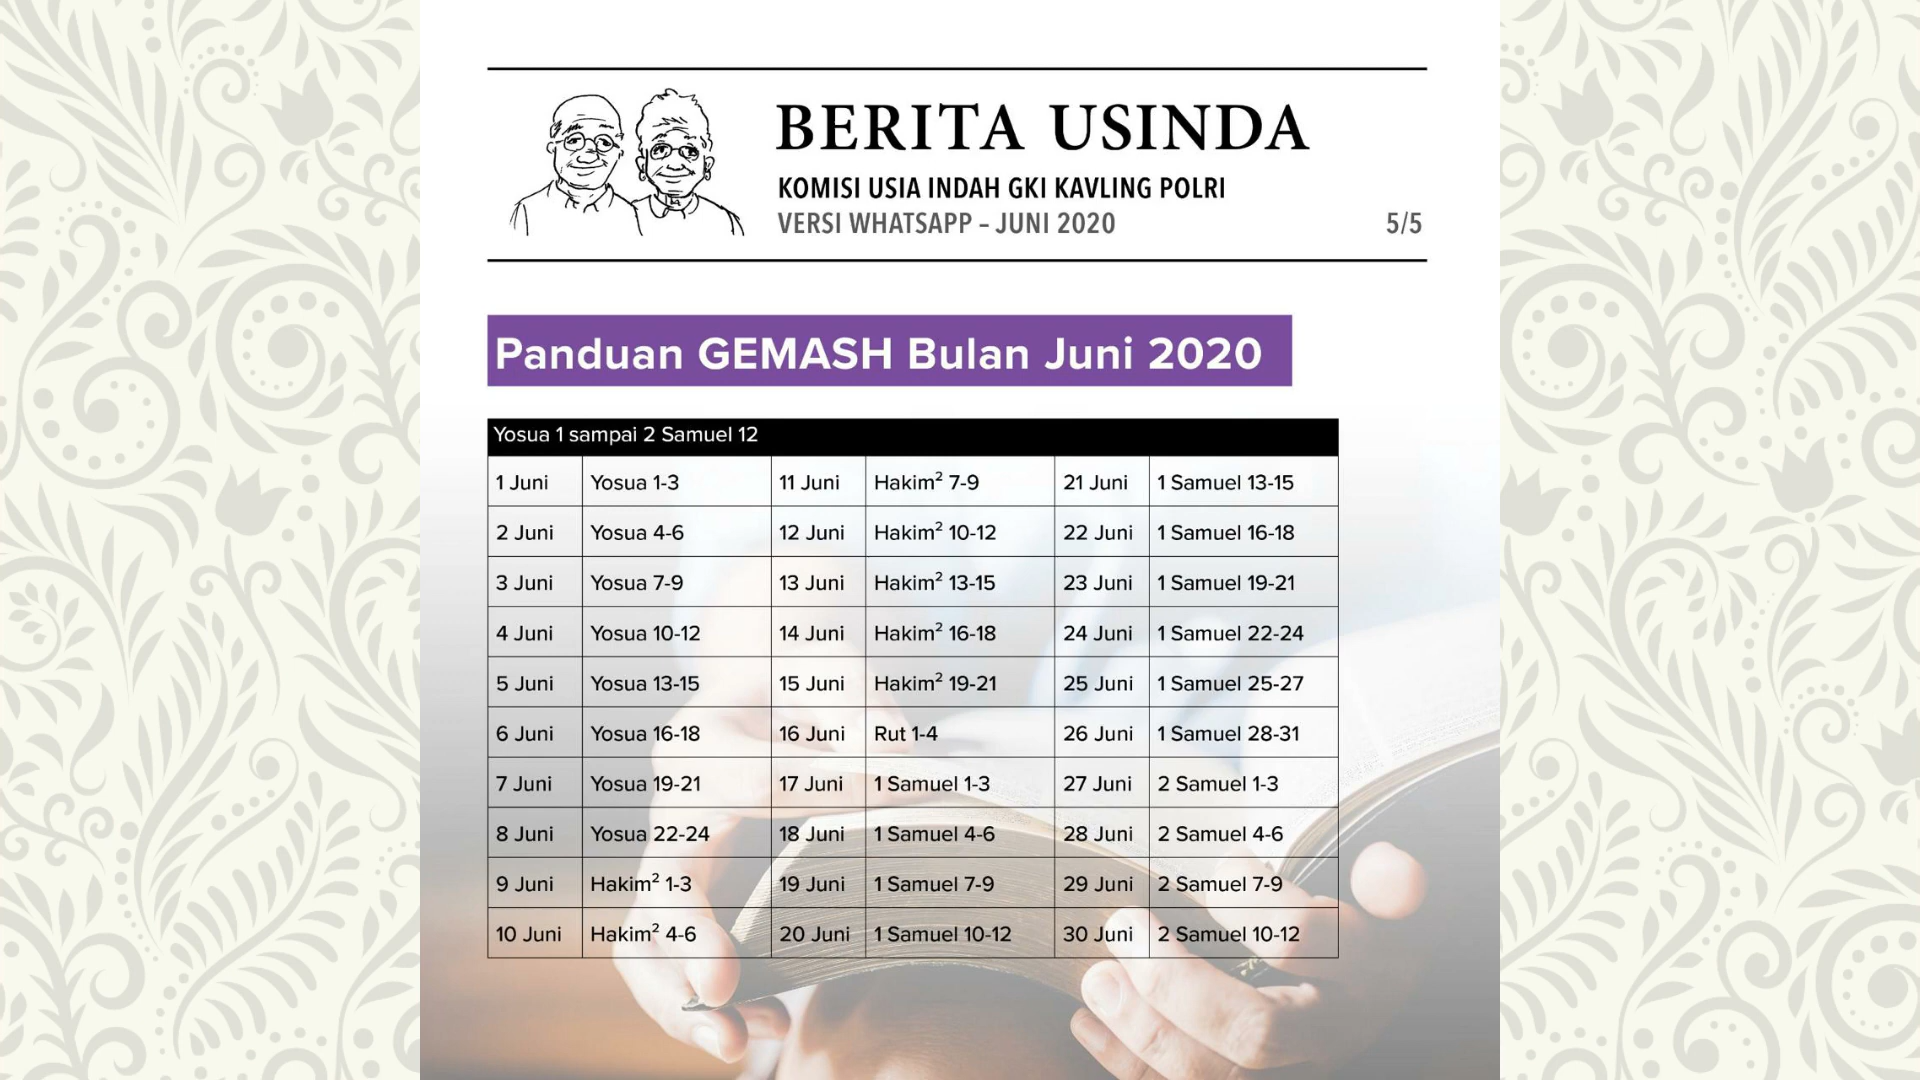 BERITA USINDA
KOMISI USIA INDAH GKI KAVLING POLRI
VERSI WHATSAPP – JUNI 2020 5/5
Panduan GEMASH Bulan Juni 2020
Yosua 1 sampai 2 Samuel 12
1 Juni Yosua 1-3 11 Juni Hakim² 7-9 21 Juni 1 Samuel 13-15
2 Juni Yosua 4-6 12 Juni Hakim² 10-12 22 Juni 1 Samuel 16-18
3 Juni Yosua 7-9 13 Juni Hakim² 13-15 23 Juni 1 Samuel 19-21
4 Juni Yosua 10-12 14 Juni Hakim² 16-18 24 Juni 1 Samuel 22-24
5 Juni Yosua 13-15 15 Juni Hakim² 19-21 25 Juni 1 Samuel 25-27
6 Juni Yosua 16-18 16 Juni Rut 1-4 26 Juni 1 Samuel 28-31
7 Juni Yosua 19-21 17 Juni 1 Samuel 1-3 27 Juni 2 Samuel 1-3
8 Juni Yosua 22-24 18 Juni 1 Samuel 4-6 28 Juni 2 Samuel 4-6
9 Juni Hakim² 1-3 19 Juni 1 Samuel 7-9 29 Juni 2 Samuel 7-9
10 Juni Hakim² 4-6 20 Juni 1 Samuel 10-12 30 Juni 2 Samuel 10-12